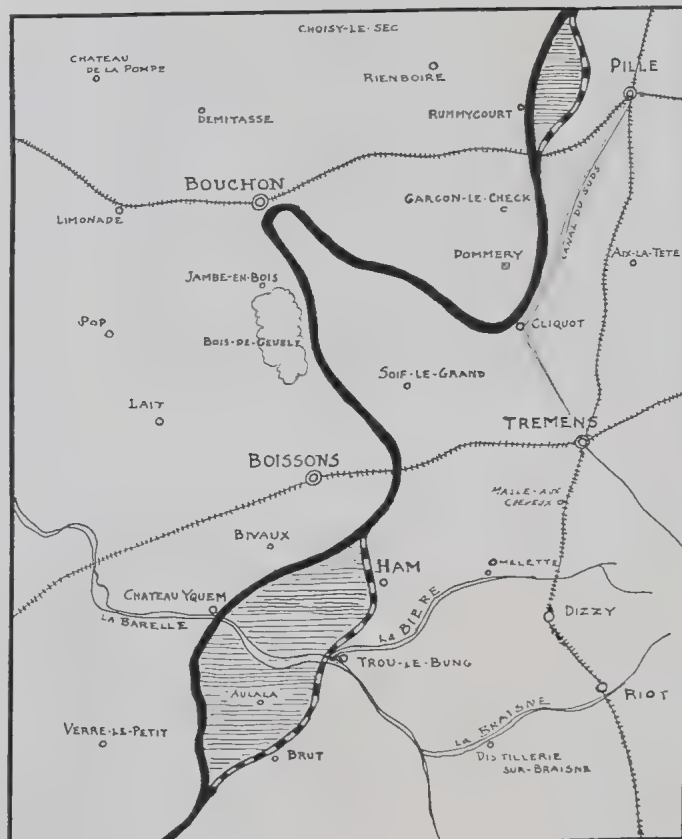 CHOISY-LE-SEC
CHATEAU
DE LA POMPE
RIENBOIRE
PILLE
DEMITASSE
RUMMYCOURT
BOUCHON
LIMONADE
GARCON-LE-CHECK
CANAL DU SUDS
DOMMERY
AIX-LA-TETE
JAMBE-EN-BOIS
POP
BOIS-DE-GEUELE
CLIQUOT
SOIF-LE-GRAND
LAIT
TREMENS
BOISSONS
MALLE-AUX
CHEVEUX
BIVAUX
HAM
OMELETTE
CHATEAU YQUEM
LA BARELLE
LA BIERE
DIZZY
TROU-LE-BUNG
AULALA
RIOT
VERRE-LE-PETIT
LA BRAISNE
BRUT
DISTILLERIE
SUR-BRAISNE